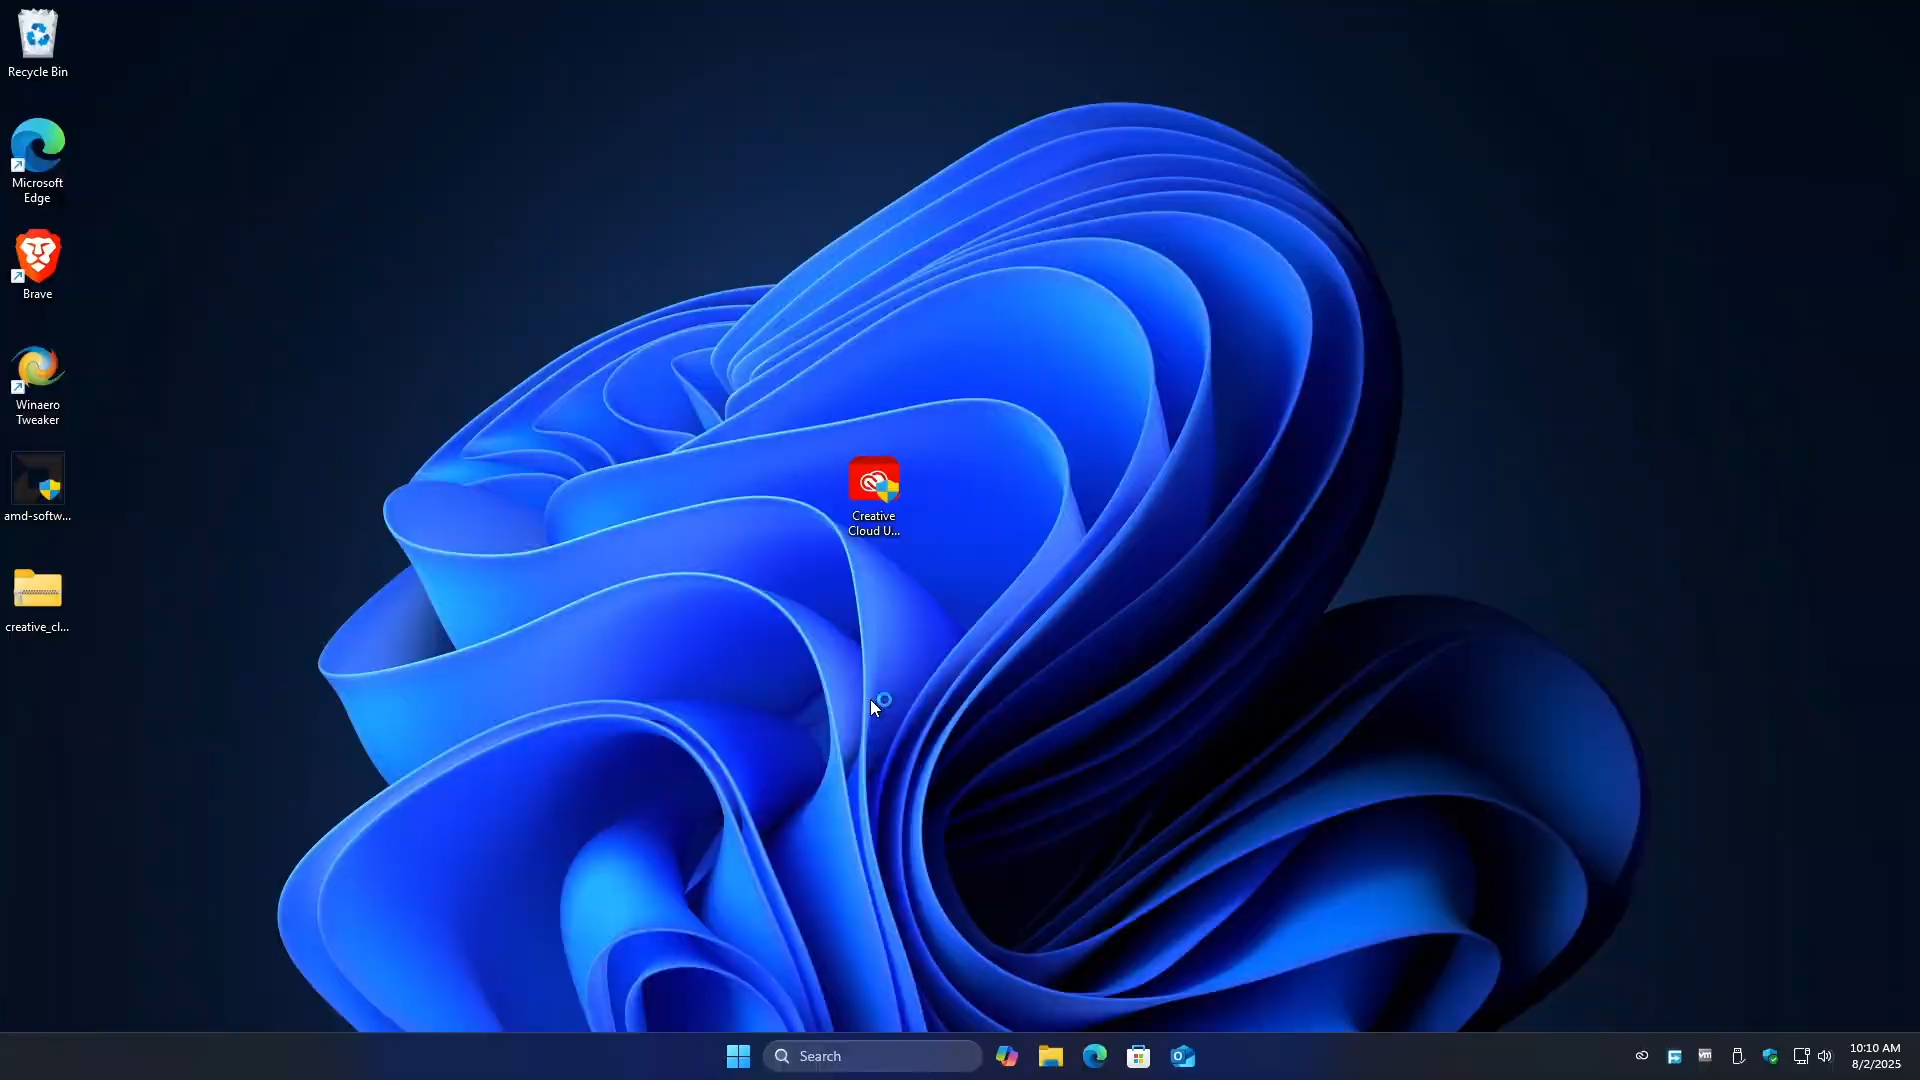 Recycle Bin
Microsoft
Edge
Brave
Winaero
Tweaker
amd-softw...
creative_cl...
Creative
Cloud U...
Search
10:10 AM
8/2/2025